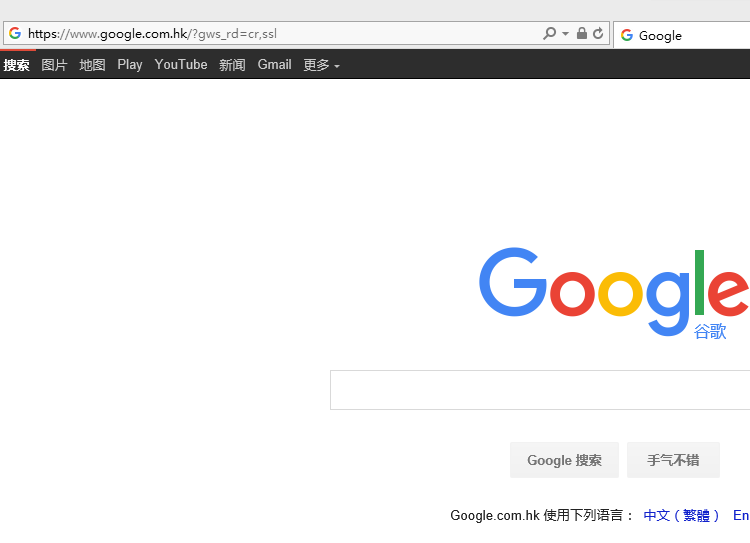 https://www.google.com.hk/?gws_rd=cr,ssl
Google
搜索 图片 地图 Play YouTube 新闻 Gmail 更多
Google
谷歌
Google 搜索 手气不错
Google.com.hk 使用下列语言： 中文（繁體） En